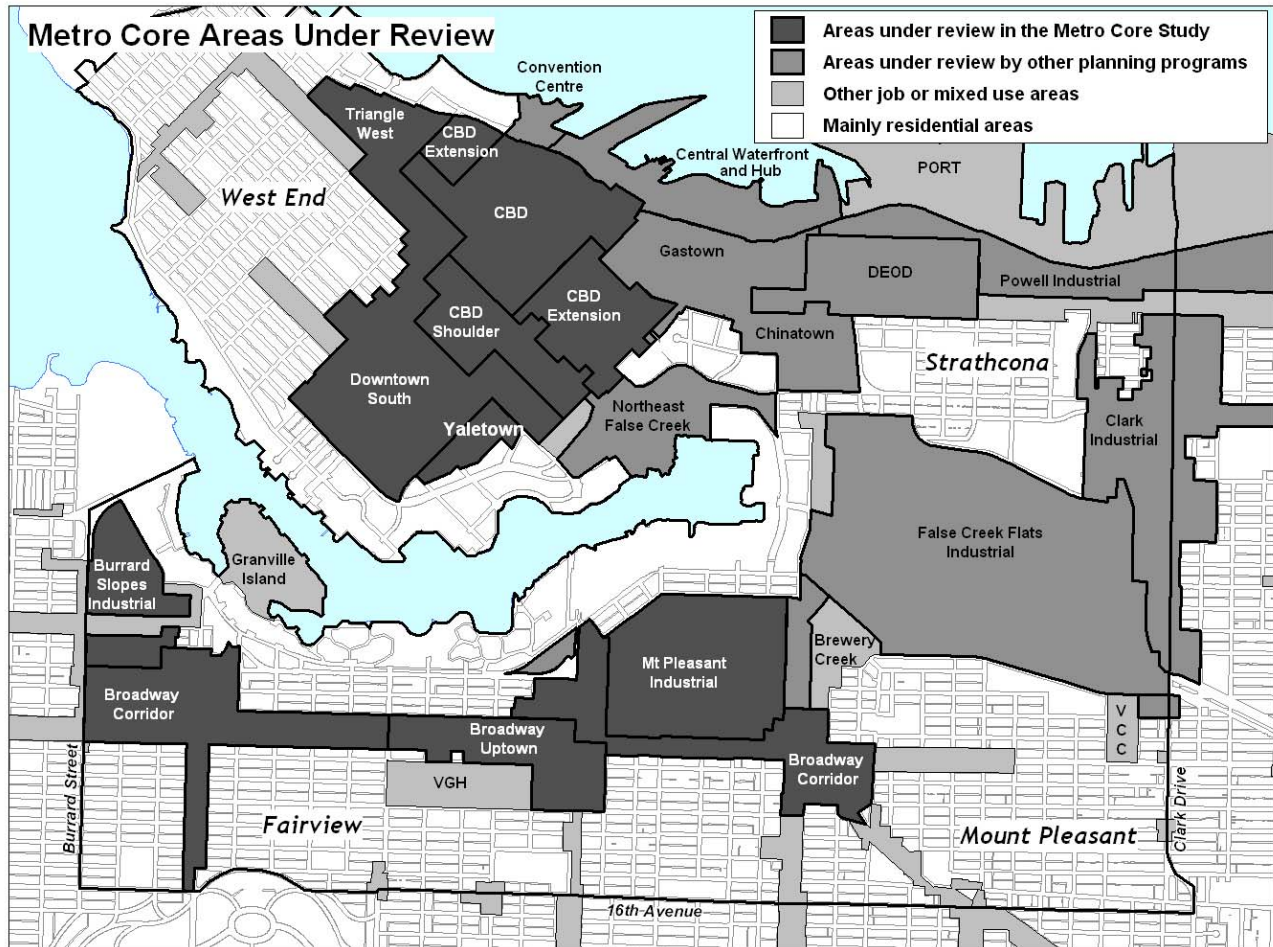 Metro Core Areas Under Review
Areas under review in the Metro Core Study
Areas under review by other planning programs
Other job or mixed use areas
Mainly residential areas
Convention
Centre
Triangle
West
CBD
Extension
Central Waterfront
and Hub
PORT
West End
CBD
Gastown
DEOD
Powell Industrial
CBD
Extension
CBD
Shoulder
Chinatown
Strathcona
Downtown
South
Northeast
False Creek
Yaletown
Clark
Industrial
False Creek Flats
Industrial
Burrard
Slopes
Industrial
Granville
Island
Brewery
Creek
Mt Pleasant
Industrial
Broadway
Corridor
Broadway
Uptown
V
C
C
Broadway
Corridor
VGH
Burrard Street
Fairview
Mount Pleasant
Clark Drive
16th Avenue